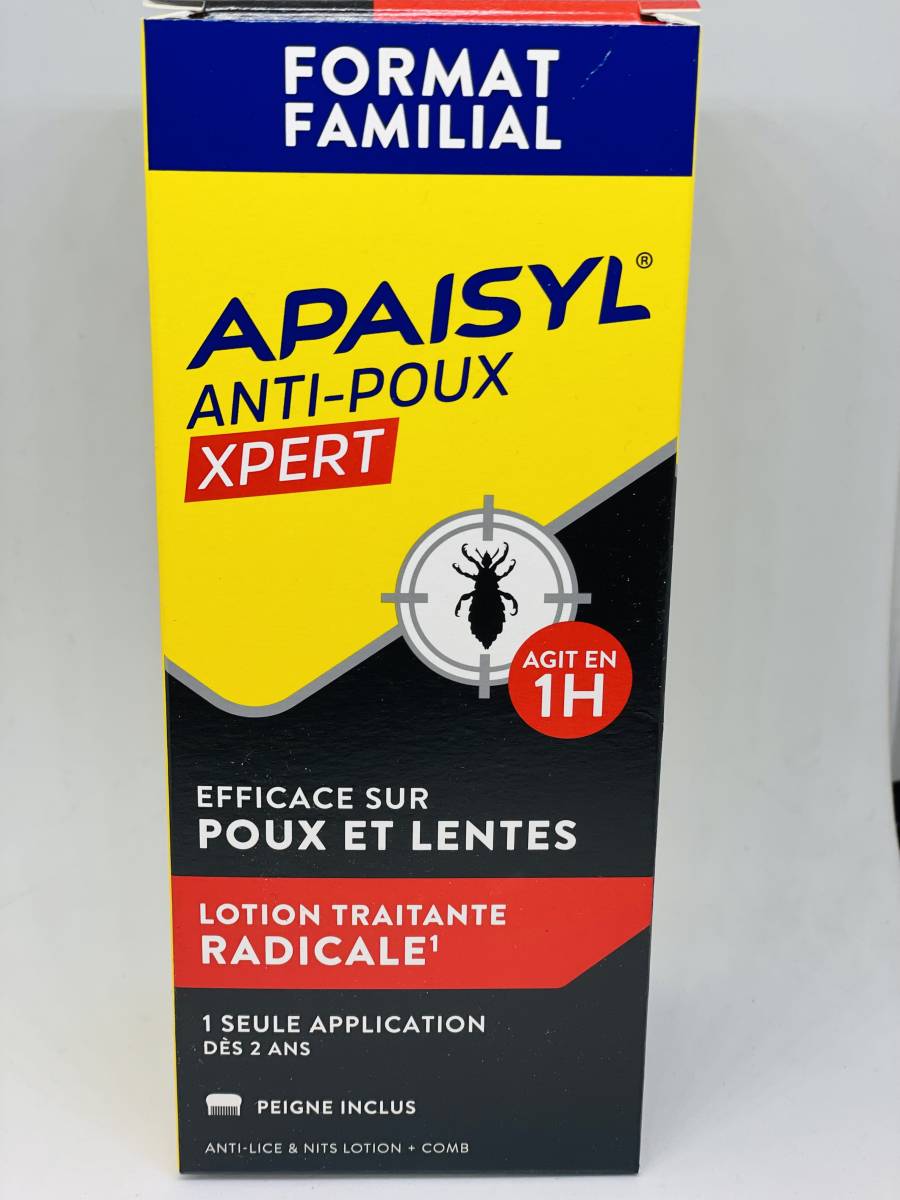 FORMAT
FAMILIAL
APAISYL®
ANTI-POUX
XPERT
AGIT EN
1H
EFFICACE SUR
POUX ET LENTES
LOTION TRAITANTE
RADICALE¹
1 SEULE APPLICATION
DÈS 2 ANS
PEIGNE INCLUS
ANTI-LICE & NITS LOTION + COMB